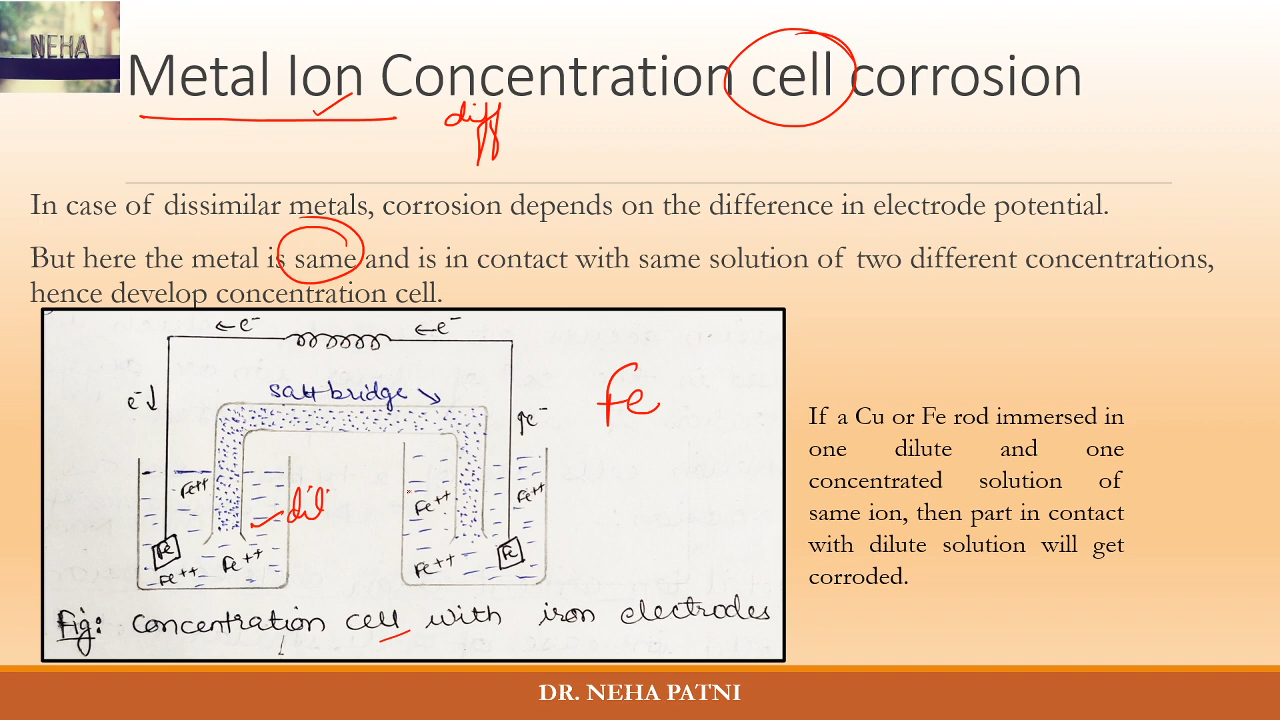 NEHA
Metal Ion Concentration cell corrosion
diff
In case of dissimilar metals, corrosion depends on the difference in electrode potential.
But here the metal is same and is in contact with same solution of two different concentrations,
hence develop concentration cell.
←e⁻ ←e⁻
salt bridge
Fe
e⁻↓
↑e⁻
Fe++
dil
Fe++
Fe++
Fe
Fe++
Fe++
Fe++
Fe
Fig: Concentration cell with iron electrodes
If a Cu or Fe rod immersed in
one dilute and one
concentrated solution of
same ion, then part in contact
with dilute solution will get
corroded.
DR. NEHA PATNI